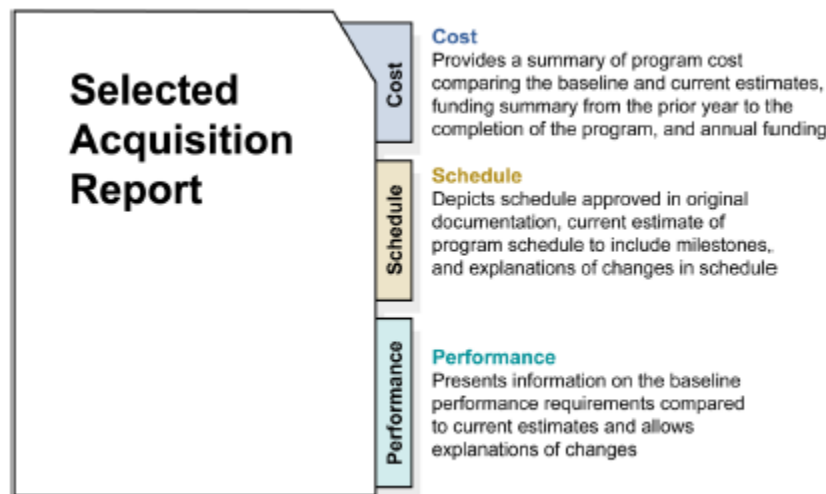 Selected
Acquisition
Report
Cost
Cost
Provides a summary of program cost
comparing the baseline and current estimates,
funding summary from the prior year to the
completion of the program, and annual funding
Schedule
Schedule
Depicts schedule approved in original
documentation, current estimate of
program schedule to include milestones,
and explanations of changes in schedule
Performance
Performance
Presents information on the baseline
performance requirements compared
to current estimates and allows
explanations of changes